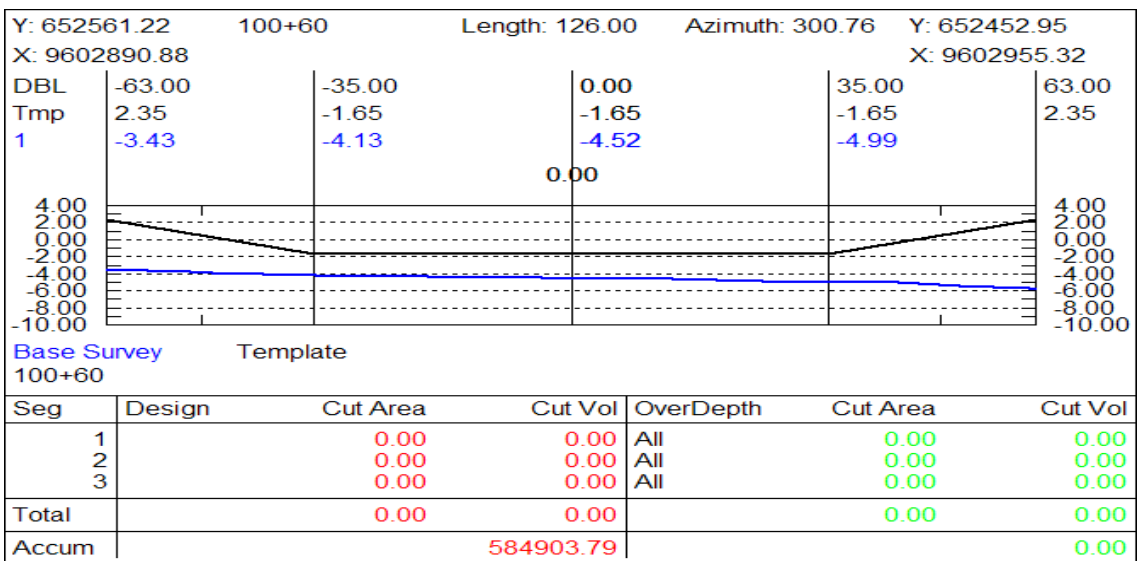 Y: 652561.22 100+60 Length: 126.00 Azimuth: 300.76 Y: 652452.95
X: 9602890.88 X: 9602955.32
DBL -63.00 -35.00 0.00 35.00 63.00
Tmp 2.35 -1.65 -1.65 -1.65 2.35
1 -3.43 -4.13 -4.52 -4.99
0.00
4.00 4.00
2.00 2.00
0.00 0.00
-2.00 -2.00
-4.00 -4.00
-6.00 -6.00
-8.00 -8.00
-10.00 -10.00
Base Survey Template
100+60
Seg Design Cut Area Cut Vol OverDepth Cut Area Cut Vol
1 0.00 0.00 All 0.00 0.00
2 0.00 0.00 All 0.00 0.00
3 0.00 0.00 All 0.00 0.00
Total 0.00 0.00 0.00 0.00
Accum 584903.79 0.00